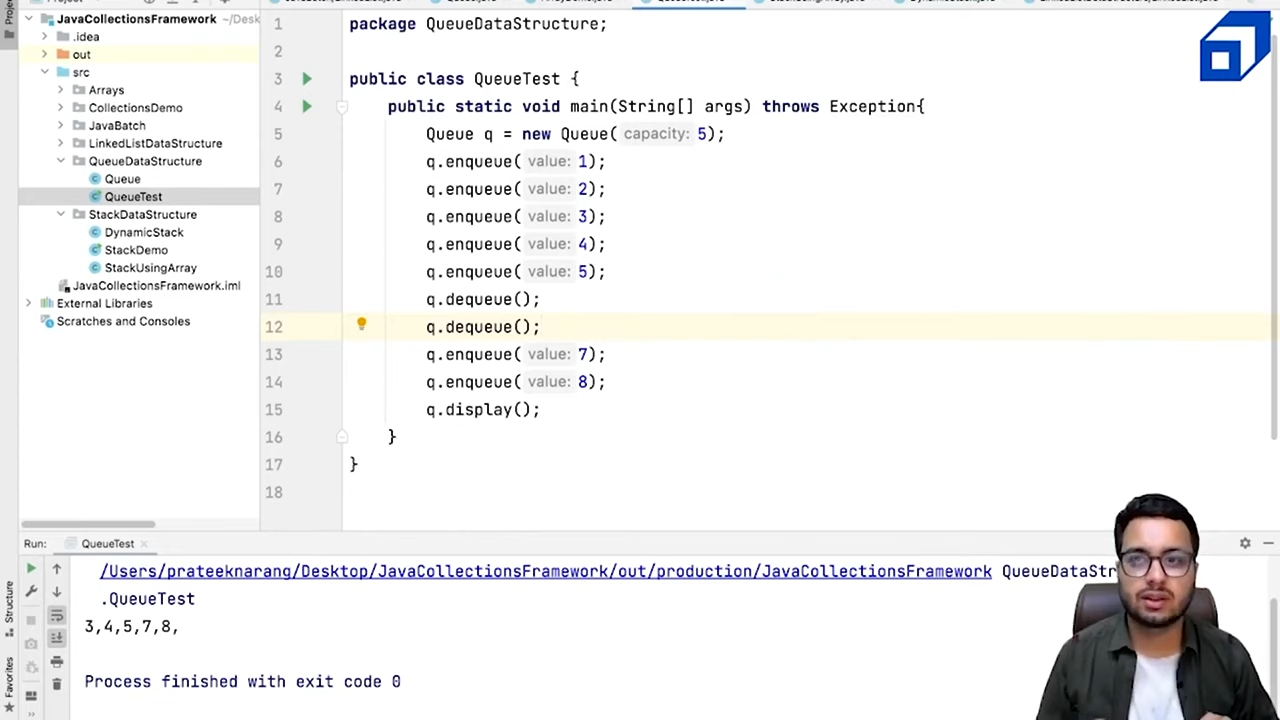 JavaCollectionsFramework ~/Desk
.idea
out
src
Arrays
CollectionsDemo
JavaBatch
LinkedListDataStructure
QueueDataStructure
Queue
QueueTest
StackDataStructure
DynamicStack
StackDemo
StackUsingArray
JavaCollectionsFramework.iml
External Libraries
Scratches and Consoles
1 package QueueDataStructure;
2
3 public class QueueTest {
4 public static void main(String[] args) throws Exception{
5 Queue q = new Queue( capacity: 5);
6 q.enqueue( value: 1);
7 q.enqueue( value: 2);
8 q.enqueue( value: 3);
9 q.enqueue( value: 4);
10 q.enqueue( value: 5);
11 q.dequeue();
12 q.dequeue();
13 q.enqueue( value: 7);
14 q.enqueue( value: 8);
15 q.display();
16 }
17 }
18
Run: QueueTest
/Users/prateeknarang/Desktop/JavaCollectionsFramework/out/production/JavaCollectionsFramework QueueDataStr
.QueueTest
3,4,5,7,8,
Process finished with exit code 0
Structure
Favorites